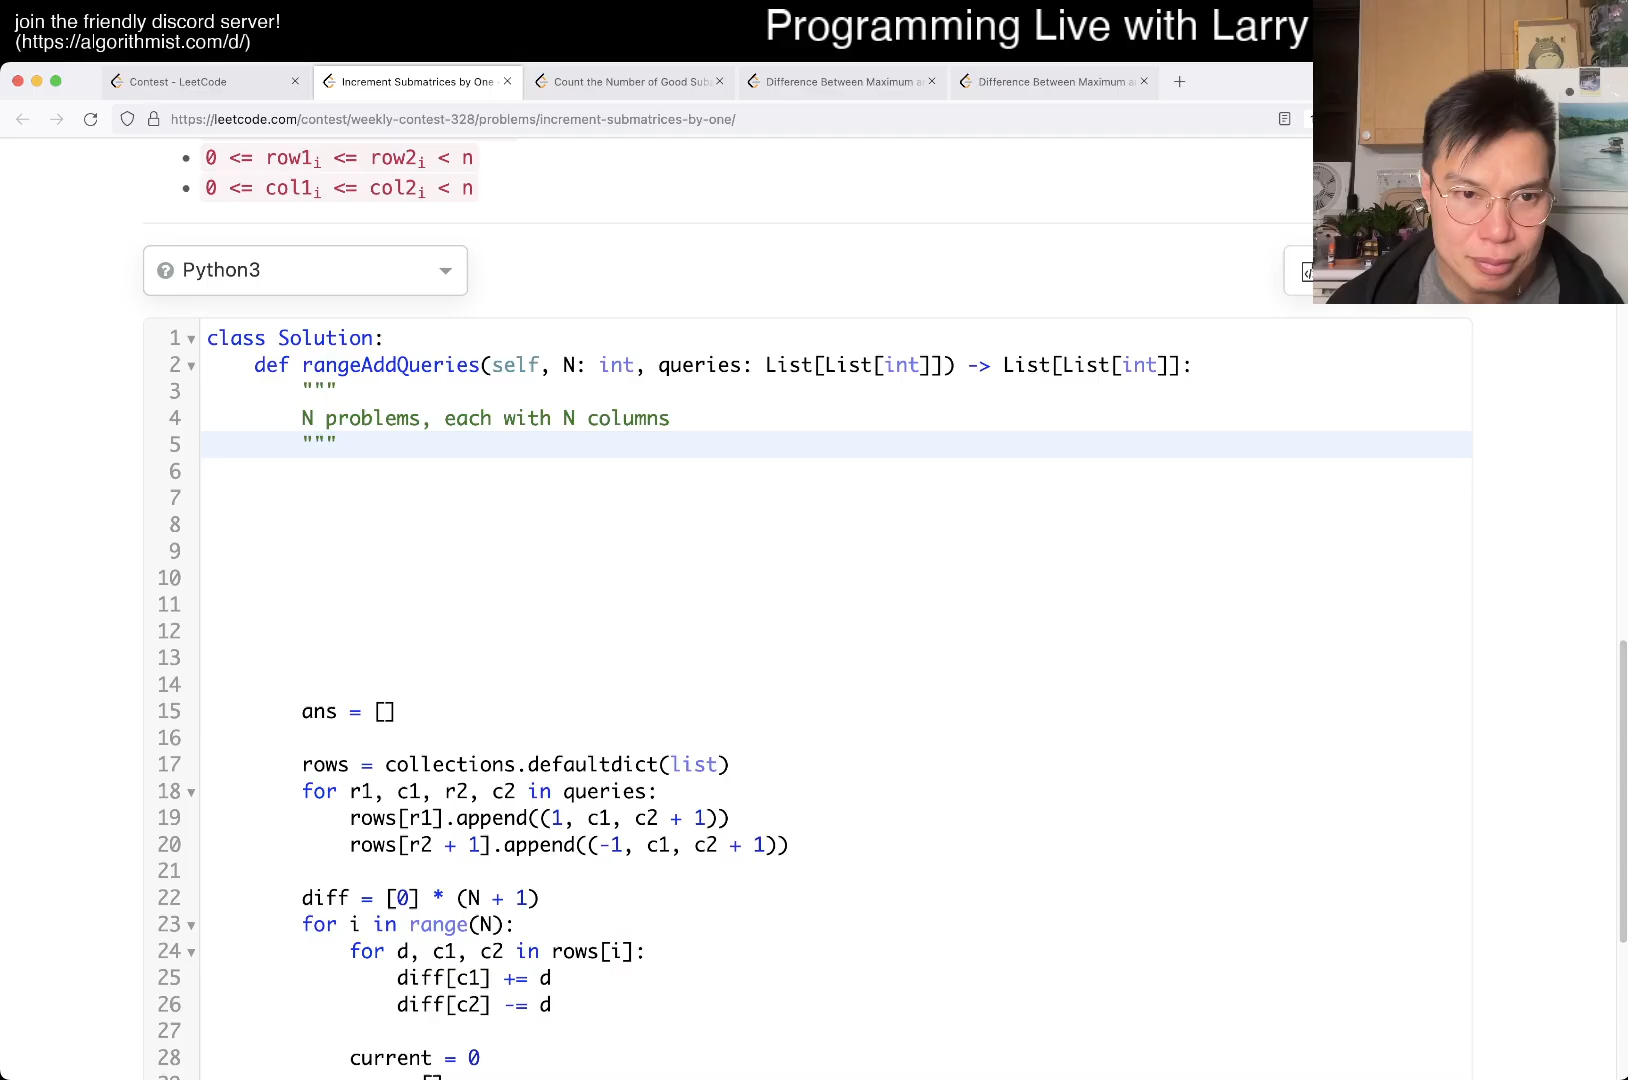 join the friendly discord server!
(https://algorithmist.com/d/)
Programming Live with Larry
Contest - LeetCode
Increment Submatrices by One
Count the Number of Good Sub
Difference Between Maximum a
Difference Between Maximum a
https://leetcode.com/contest/weekly-contest-328/problems/increment-submatrices-by-one/
• 0 <= row1i <= row2i < n
• 0 <= col1i <= col2i < n
Python3
1 class Solution:
2 def rangeAddQueries(self, N: int, queries: List[List[int]]) -> List[List[int]]:
3 """
4 N problems, each with N columns
5 """
6
7
8
9
10
11
12
13
14
15 ans = []
16
17 rows = collections.defaultdict(list)
18 for r1, c1, r2, c2 in queries:
19 rows[r1].append((1, c1, c2 + 1))
20 rows[r2 + 1].append((-1, c1, c2 + 1))
21
22 diff = [0] * (N + 1)
23 for i in range(N):
24 for d, c1, c2 in rows[i]:
25 diff[c1] += d
26 diff[c2] -= d
27
28 current = 0